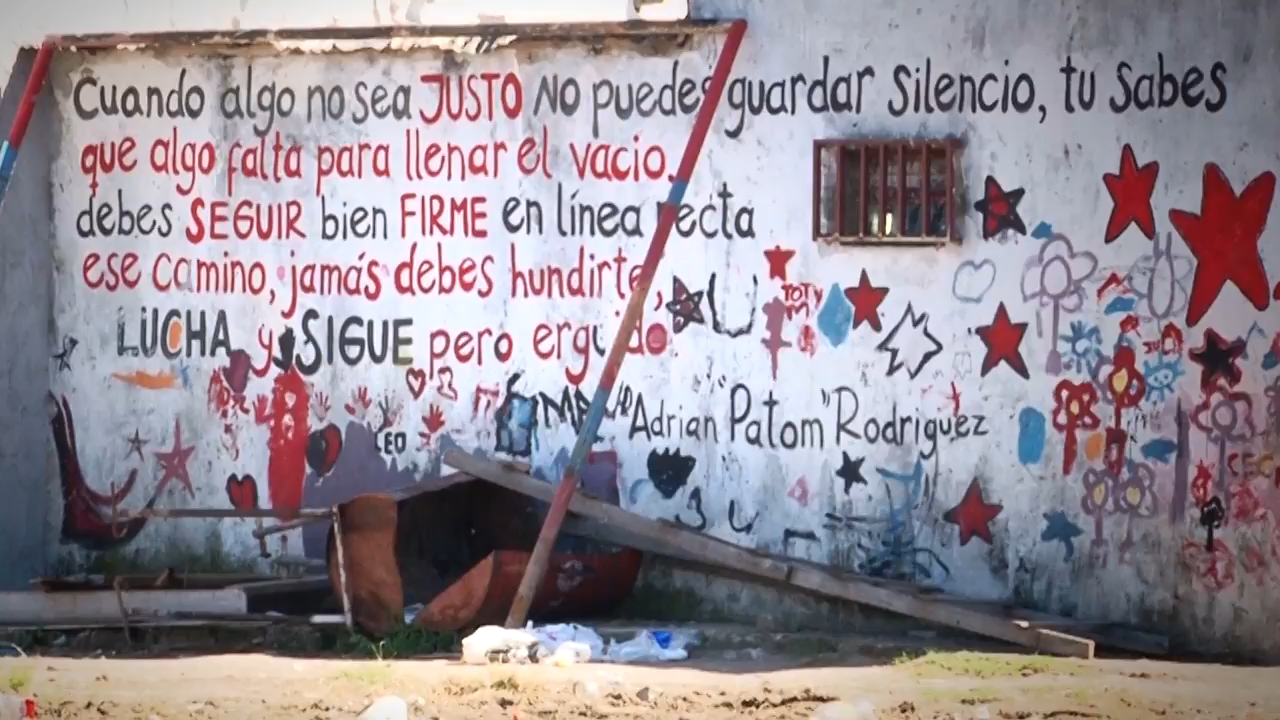 Cuando algo no sea JUSTO NO puedes guardar silencio, tu sabes
que algo falta para llenar el vacio.
debes SEGUIR bien FIRME en línea recta
ese camino, jamás debes hundirte,
LUCHA y SIGUE pero erguido
TOTY
LEO
"Adrian "Patom" Rodriguez
CEC